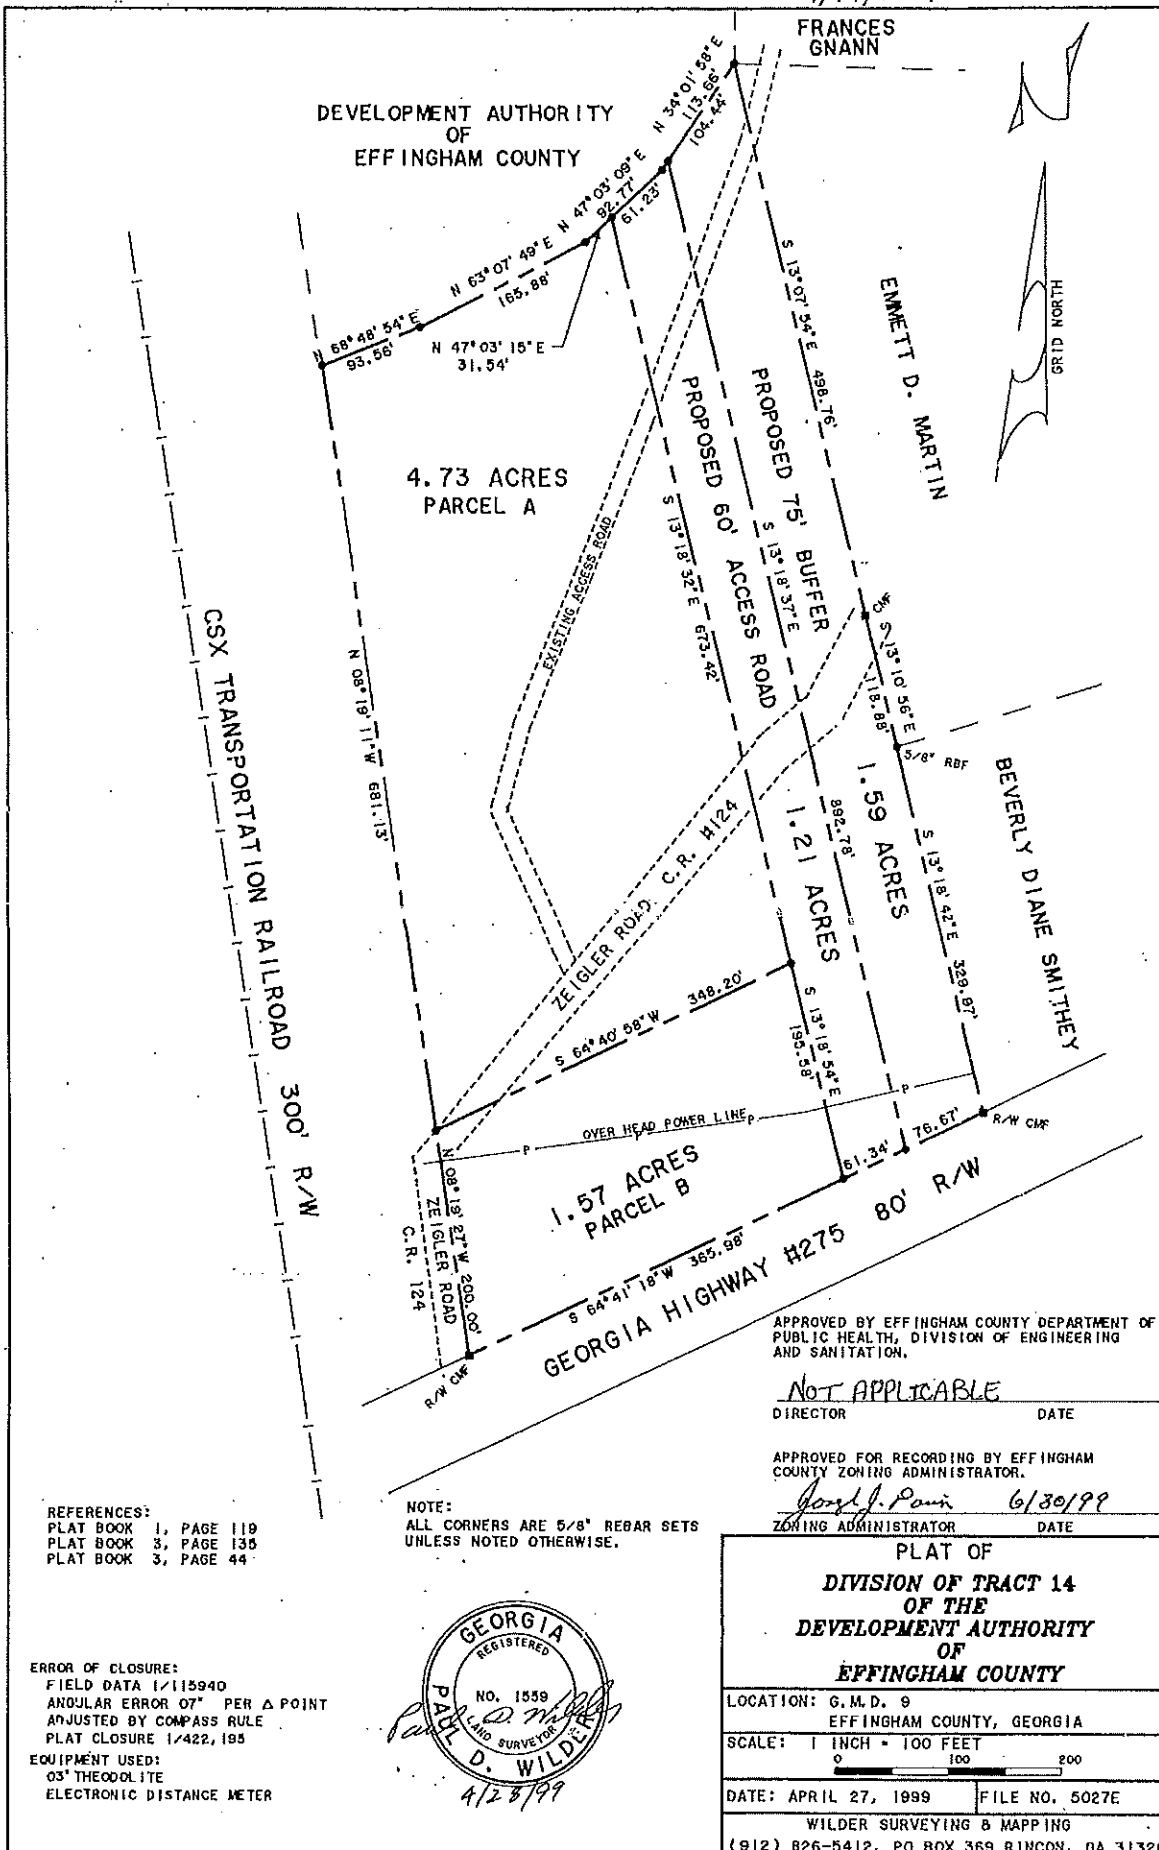 FRANCES
GNANN
DEVELOPMENT AUTHORITY
OF
EFFINGHAM COUNTY
N 34°01'58"E
113.66'
104.44'
N 47°03'09"E
92.77'
61.23'
N 63°07'49"E
165.88'
N 68°48'54"E
93.56'
N 47°03'15"E
31.54'
GRID NORTH
S 13°07'54"E 498.76'
EMMETT D. MARTIN
PROPOSED 75' BUFFER
PROPOSED 60' ACCESS ROAD
S 13°18'37"E
892.78'
S 13°18'32"E 673.42'
4.73 ACRES
PARCEL A
EXISTING ACCESS ROAD
CSX TRANSPORTATION RAILROAD 300' R/W
N 08°19'11"W 681.13'
CMF
S 13°10'56"E
118.88'
5/8" RBF
1.59 ACRES
1.21 ACRES
BEVERLY DIANE SMITHEY
S 13°18'42"E 329.87'
ZEIGLER ROAD C.R. #124
S 64°40'58"W 348.20'
S 13°18'54"E
195.58'
OVER HEAD POWER LINE
P
P
P
P
76.67'
R/W CMF
61.34'
1.57 ACRES
PARCEL B
N 08°19'27"W 200.00'
ZEIGLER ROAD
C.R. 124
S 64°41'18"W 365.98'
GEORGIA HIGHWAY #275 80' R/W
R/W CMF
APPROVED BY EFFINGHAM COUNTY DEPARTMENT OF
PUBLIC HEALTH, DIVISION OF ENGINEERING
AND SANITATION.
NOT APPLICABLE
DIRECTOR DATE
APPROVED FOR RECORDING BY EFFINGHAM
COUNTY ZONING ADMINISTRATOR.
6/30/99
ZONING ADMINISTRATOR DATE
REFERENCES:
PLAT BOOK 1, PAGE 119
PLAT BOOK 3, PAGE 135
PLAT BOOK 3, PAGE 44
NOTE:
ALL CORNERS ARE 5/8" REBAR SETS
UNLESS NOTED OTHERWISE.
ERROR OF CLOSURE:
FIELD DATA 1/115940
ANGULAR ERROR 07" PER Δ POINT
ADJUSTED BY COMPASS RULE
PLAT CLOSURE 1/422,195
EQUIPMENT USED:
03" THEODOLITE
ELECTRONIC DISTANCE METER
GEORGIA
REGISTERED
NO. 1559
LAND SURVEYOR
PAUL D. WILDER
Paul D. Wilder
4/28/99
PLAT OF
DIVISION OF TRACT 14
OF THE
DEVELOPMENT AUTHORITY
OF
EFFINGHAM COUNTY
LOCATION: G.M.D. 9
EFFINGHAM COUNTY, GEORGIA
SCALE: 1 INCH = 100 FEET
0 100 200
DATE: APRIL 27, 1999 FILE NO. 5027E
WILDER SURVEYING & MAPPING
(912) 826-5412, PO BOX 369 RINCON, GA 31326